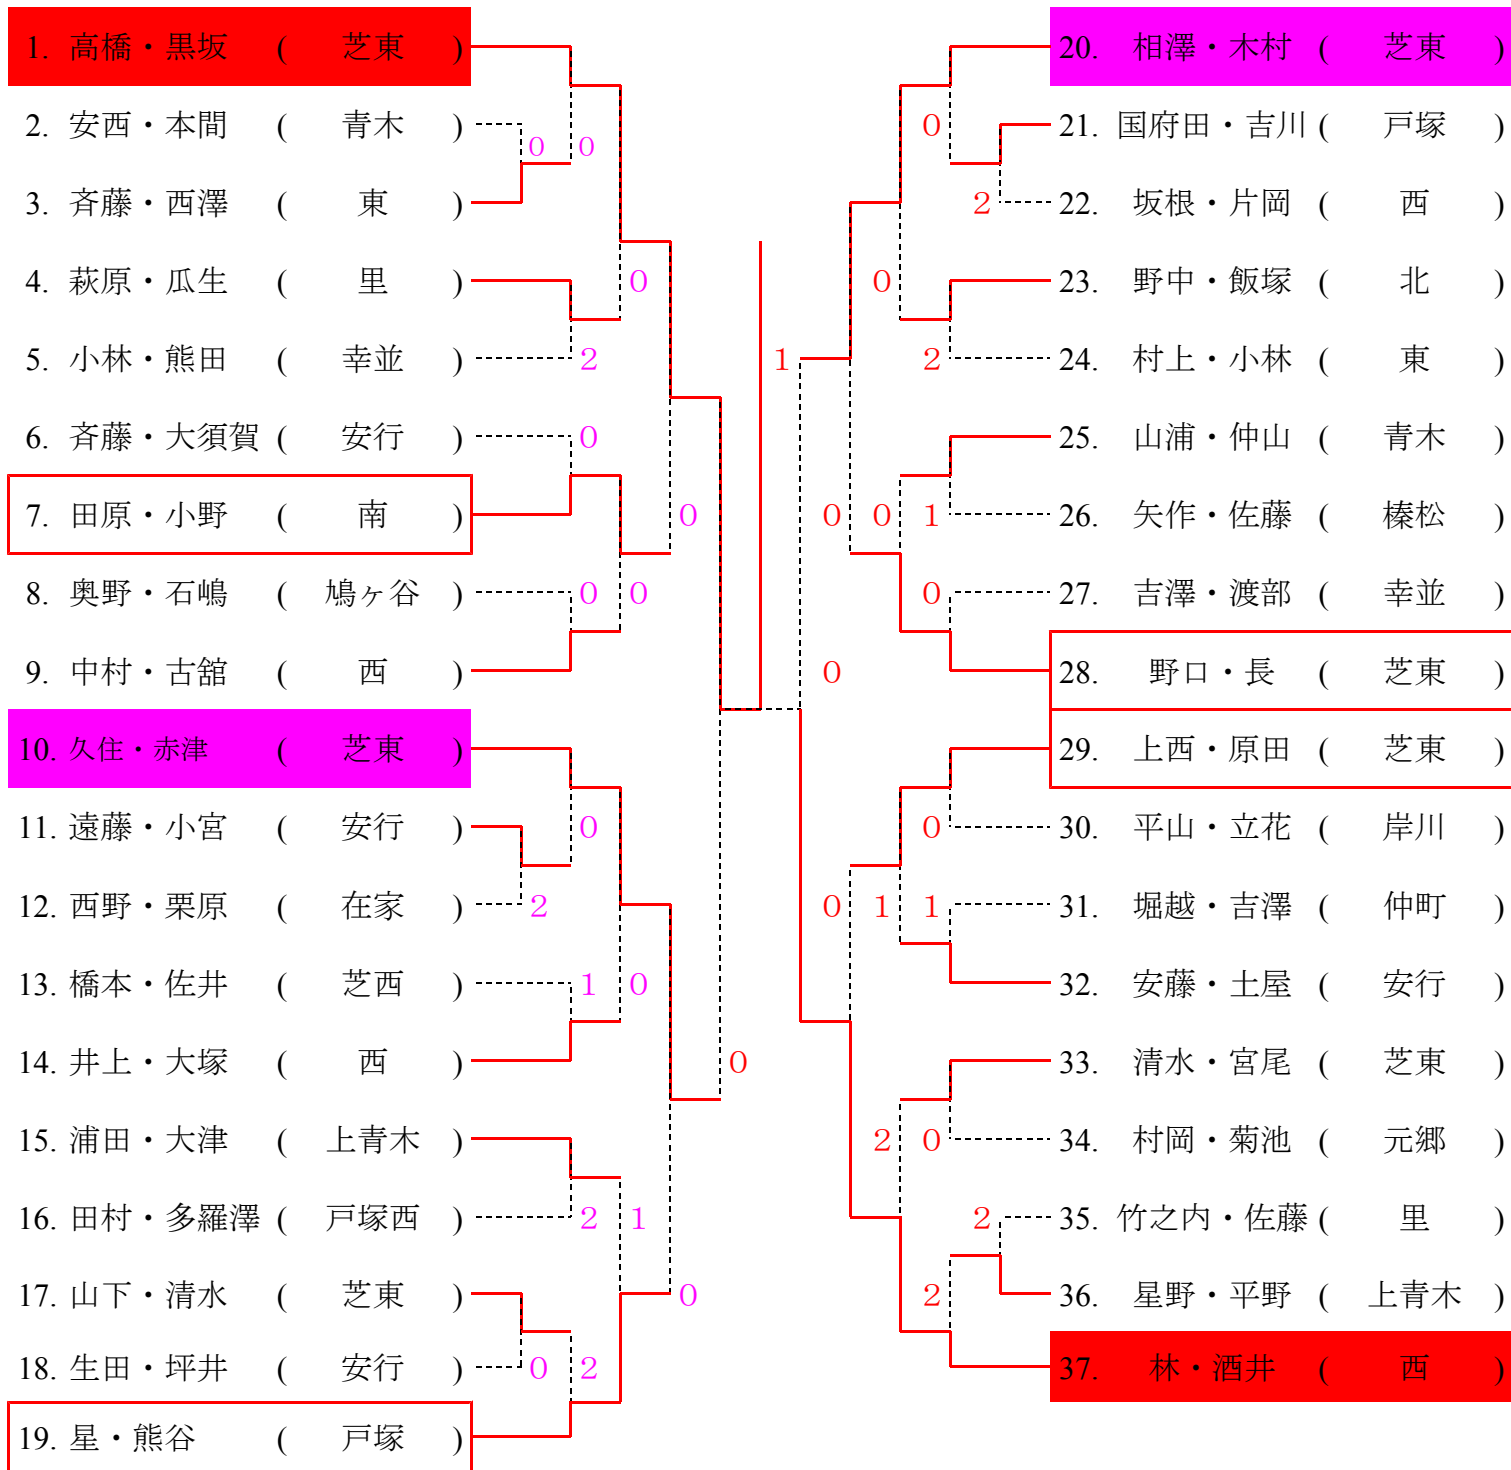 1. 高橋・黒坂 ( 芝東 )
2. 安西・本間 ( 青木 )
0 0
3. 斉藤・西澤 ( 東 )
4. 萩原・瓜生 ( 里 )
0
5. 小林・熊田 ( 幸並 )
2
6. 斉藤・大須賀 ( 安行 )
0
7. 田原・小野 ( 南 )
0
8. 奥野・石嶋 ( 鳩ヶ谷 )
0 0
9. 中村・古舘 ( 西 )
10. 久住・赤津 ( 芝東 )
11. 遠藤・小宮 ( 安行 )
0
12. 西野・栗原 ( 在家 )
2
13. 橋本・佐井 ( 芝西 )
1 0
14. 井上・大塚 ( 西 )
0
15. 浦田・大津 ( 上青木 )
16. 田村・多羅澤 ( 戸塚西 )
2 1
17. 山下・清水 ( 芝東 )
0
18. 生田・坪井 ( 安行 )
0 2
19. 星・熊谷 ( 戸塚 )
1
20. 相澤・木村 ( 芝東 )
0
21. 国府田・吉川 ( 戸塚 )
2
22. 坂根・片岡 ( 西 )
0
23. 野中・飯塚 ( 北 )
2
24. 村上・小林 ( 東 )
25. 山浦・仲山 ( 青木 )
0 0 1
26. 矢作・佐藤 ( 榛松 )
0
27. 吉澤・渡部 ( 幸並 )
0
28. 野口・長 ( 芝東 )
29. 上西・原田 ( 芝東 )
0
30. 平山・立花 ( 岸川 )
0 1 1
31. 堀越・吉澤 ( 仲町 )
32. 安藤・土屋 ( 安行 )
33. 清水・宮尾 ( 芝東 )
2 0
34. 村岡・菊池 ( 元郷 )
2
35. 竹之内・佐藤 ( 里 )
2
36. 星野・平野 ( 上青木 )
37. 林・酒井 ( 西 )